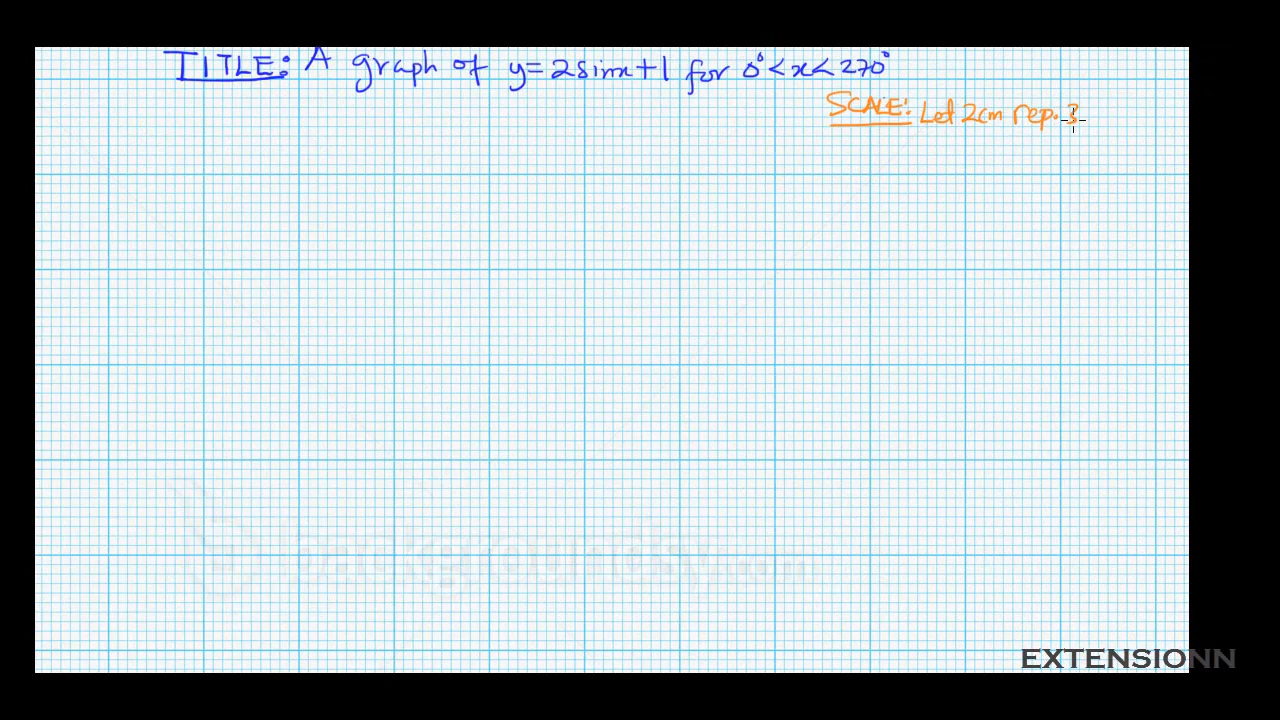 TITLE: A graph of y=2sinx+1 for 0°<x<270°
SCALE: Let 2cm rep. 3
EXTENSIONN